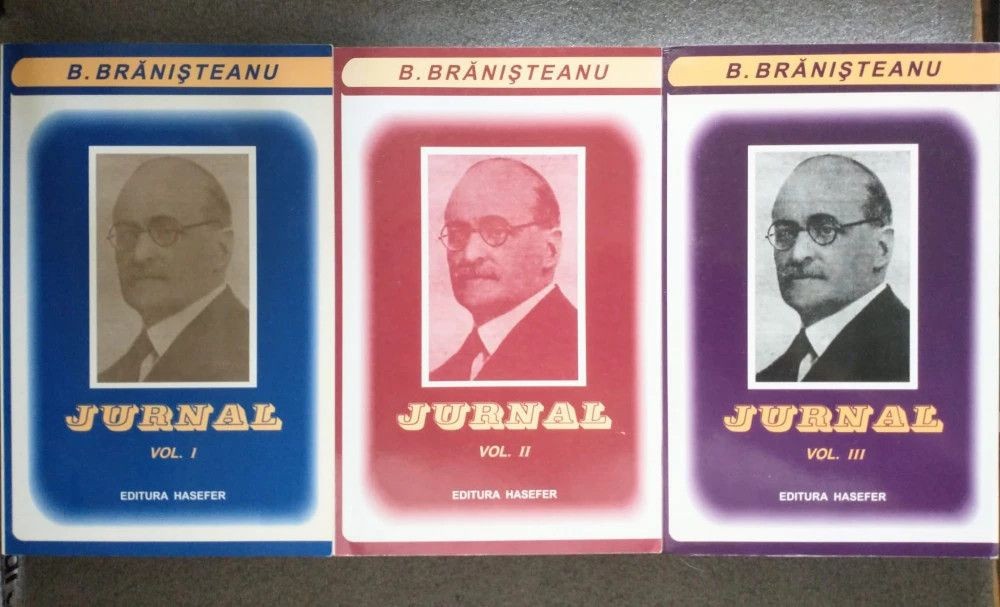 B. BRĂNIŞTEANU
JURNAL
VOL. I
EDITURA HASEFER
B. BRĂNIŞTEANU
JURNAL
VOL. II
EDITURA HASEFER
B. BRĂNIŞTEANU
JURNAL
VOL. III
EDITURA HASEFER